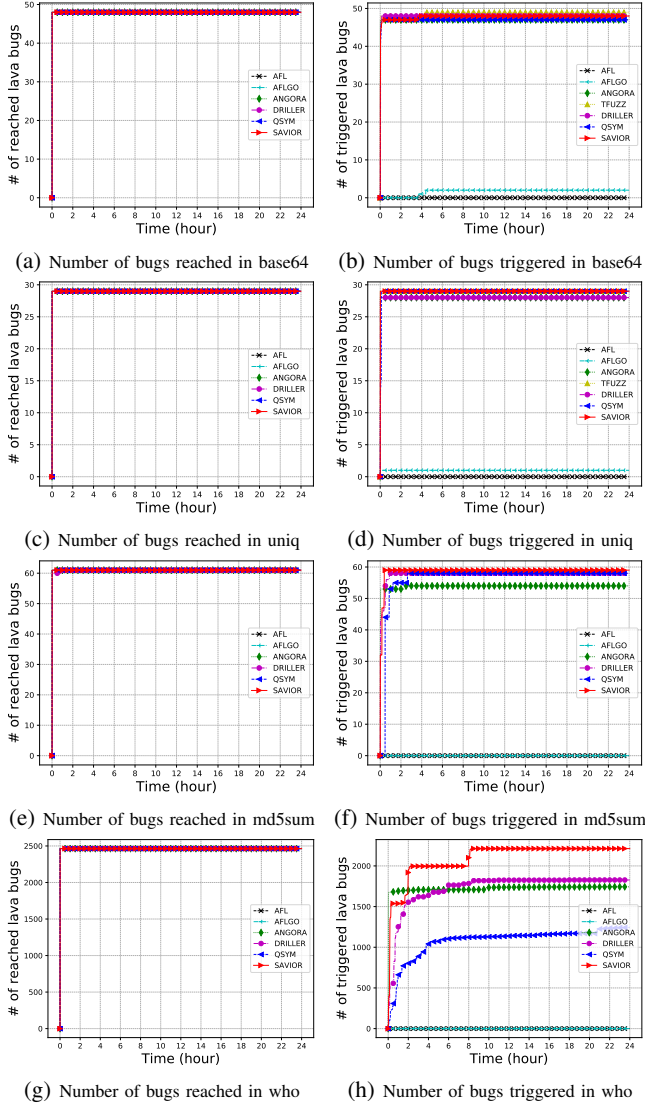 # of reached lava bugs
50
40
30
20
10
0
AFL
AFLGO
ANGORA
DRILLER
QSYM
SAVIOR
0 2 4 6 8 10 12 14 16 18 20 22 24
Time (hour)
(a) Number of bugs reached in base64
# of triggered lava bugs
50
40
30
20
10
0
AFL
AFLGO
ANGORA
TFUZZ
DRILLER
QSYM
SAVIOR
0 2 4 6 8 10 12 14 16 18 20 22 24
Time (hour)
(b) Number of bugs triggered in base64
# of reached lava bugs
30
25
20
15
10
5
0
AFL
AFLGO
ANGORA
DRILLER
QSYM
SAVIOR
0 2 4 6 8 10 12 14 16 18 20 22 24
Time (hour)
(c) Number of bugs reached in uniq
# of triggered lava bugs
30
25
20
15
10
5
0
AFL
AFLGO
ANGORA
TFUZZ
DRILLER
QSYM
SAVIOR
0 2 4 6 8 10 12 14 16 18 20 22 24
Time (hour)
(d) Number of bugs triggered in uniq
# of reached lava bugs
60
50
40
30
20
10
0
AFL
AFLGO
ANGORA
DRILLER
QSYM
SAVIOR
0 2 4 6 8 10 12 14 16 18 20 22 24
Time (hour)
(e) Number of bugs reached in md5sum
# of triggered lava bugs
60
50
40
30
20
10
0
AFL
AFLGO
ANGORA
DRILLER
QSYM
SAVIOR
0 2 4 6 8 10 12 14 16 18 20 22 24
Time (hour)
(f) Number of bugs triggered in md5sum
# of reached lava bugs
2500
2000
1500
1000
500
0
AFL
AFLGO
ANGORA
DRILLER
QSYM
SAVIOR
0 2 4 6 8 10 12 14 16 18 20 22 24
Time (hour)
(g) Number of bugs reached in who
# of triggered lava bugs
2500
2000
1500
1000
500
0
AFL
AFLGO
ANGORA
DRILLER
QSYM
SAVIOR
0 2 4 6 8 10 12 14 16 18 20 22 24
Time (hour)
(h) Number of bugs triggered in who